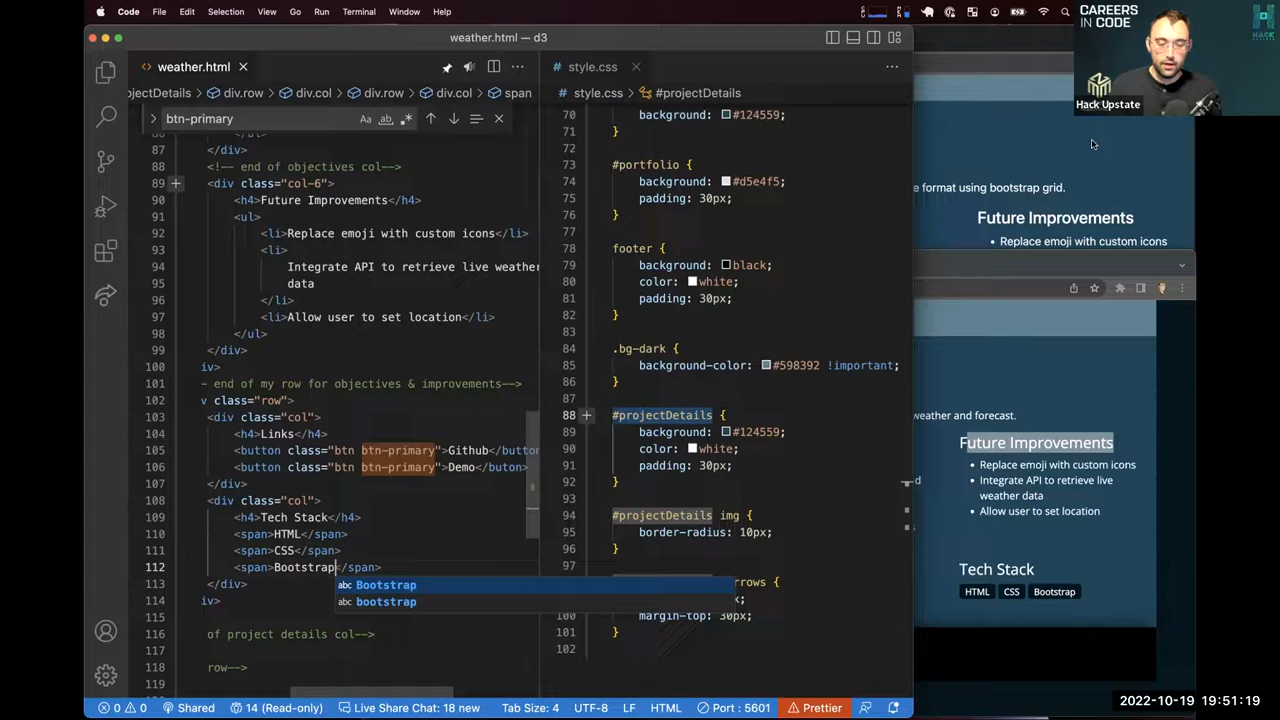 Code File Edit Selection View Go Run Terminal Window Help
CAREERS
IN CODE
Hack Upstate
weather.html — d3
weather.html
style.css
ojectDetails > div.row > div.col > div.row > div.col > span
style.css > #projectDetails
btn-primary
Aa ab
87 </div>
88 <!-- end of objectives col-->
89 <div class="col-6">
90 <h4>Future Improvements</h4>
91 <ul>
92 <li>Replace emoji with custom icons</li>
93 <li>
94 Integrate API to retrieve live weather
95 data
96 </li>
97 <li>Allow user to set location</li>
98 </ul>
99 </div>
100 iv>
101 - end of my row for objectives & improvements-->
102 v class="row">
103 <div class="col">
104 <h4>Links</h4>
105 <button class="btn btn-primary">Github</button
106 <button class="btn btn-primary">Demo</buton>
107 </div>
108 <div class="col">
109 <h4>Tech Stack</h4>
110 <span>HTML</span>
111 <span>CSS</span>
112 <span>Bootstrap</span>
113 </div>
114 iv>
115
116 of project details col-->
117
118 row-->
119
abc Bootstrap
abc bootstrap
70 background: #124559;
71 }
72
73 #portfolio {
74 background: #d5e4f5;
75 padding: 30px;
76 }
77
78 footer {
79 background: black;
80 color: white;
81 padding: 30px;
82 }
83
84 .bg-dark {
85 background-color: #598392 !important;
86 }
87
88 #projectDetails {
89 background: #124559;
90 color: white;
91 padding: 30px;
92 }
93
94 #projectDetails img {
95 border-radius: 10px;
96 }
97
rrows {
x;
100 margin-top: 30px;
101 }
102
e format using bootstrap grid.
Future Improvements
• Replace emoji with custom icons
weather and forecast.
Future Improvements
• Replace emoji with custom icons
• Integrate API to retrieve live
weather data
• Allow user to set location
Tech Stack
HTML CSS Bootstrap
0 0 Shared 14 (Read-only) Live Share Chat: 18 new Tab Size: 4 UTF-8 LF HTML Port : 5601 Prettier
2022-10-19 19:51:19